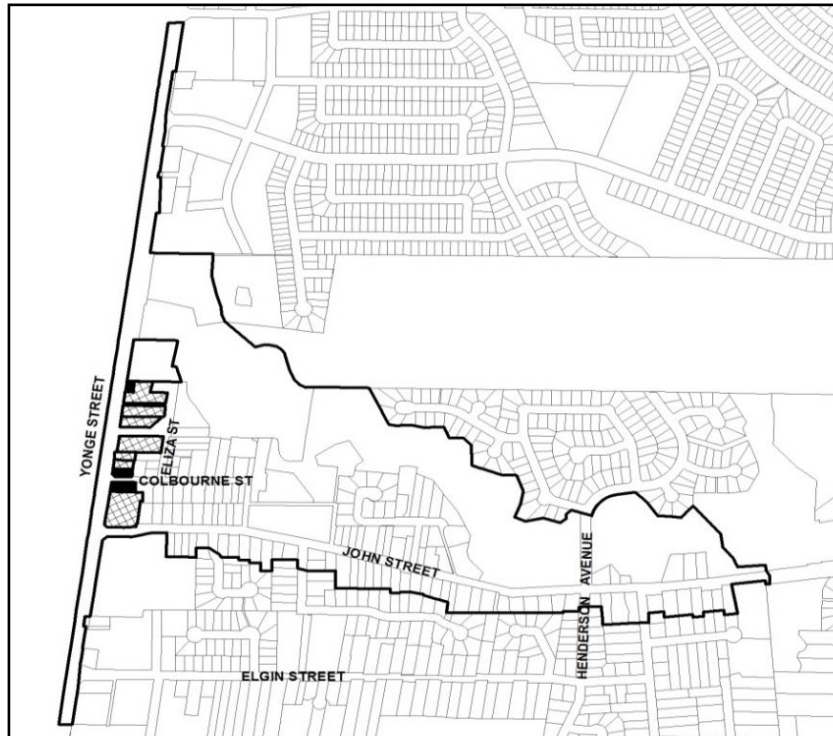 YONGE STREET
ELIZA ST
COLBOURNE ST
JOHN STREET
HENDERSON AVENUE
ELGIN STREET